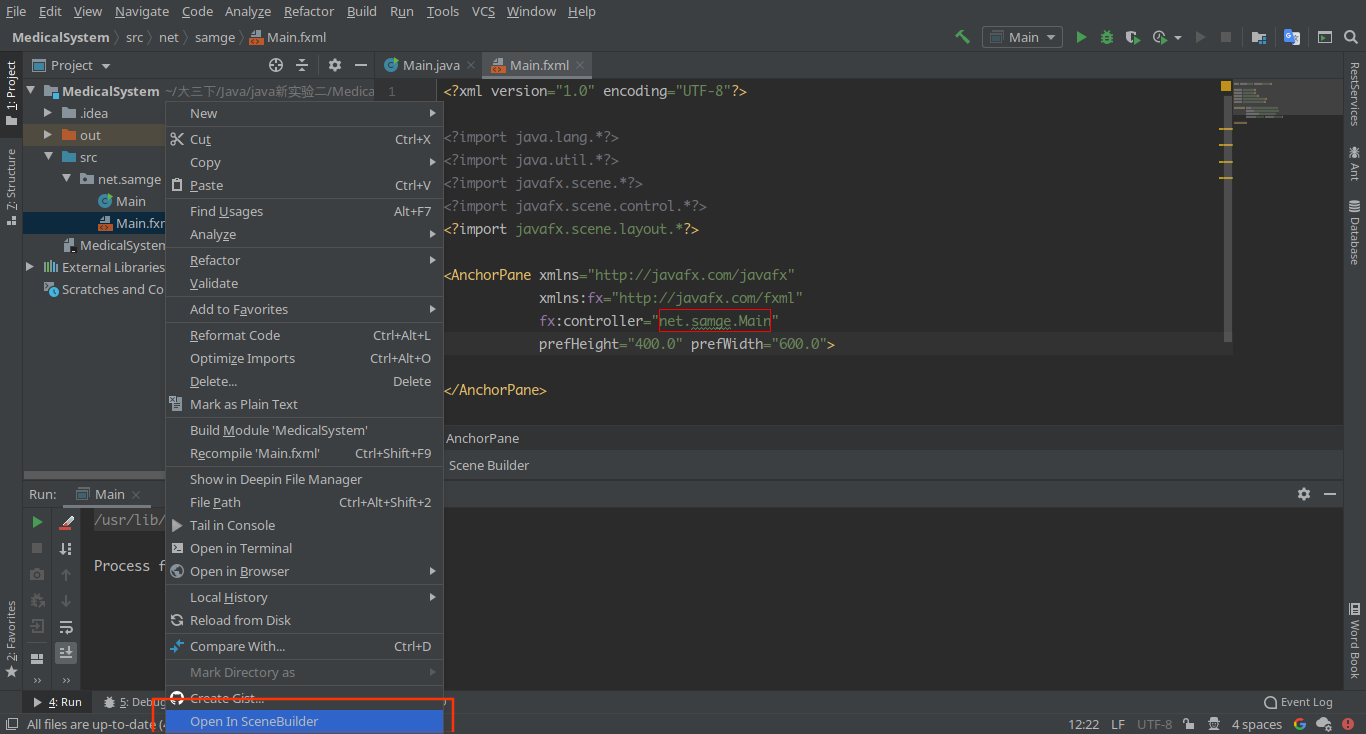 File Edit View Navigate Code Analyze Refactor Build Run Tools VCS Window Help
MedicalSystem src net samge Main.fxml Main
1: Project
Z: Structure
2: Favorites
Project
MedicalSystem ~/大三下/Java/java新实验二/Medica
.idea
out
src
net.samge
Main
Main.fxr
MedicalSystem
External Libraries
Scratches and Co
Main.java Main.fxml
1 <?xml version="1.0" encoding="UTF-8"?>
<?import java.lang.*?>
<?import java.util.*?>
<?import javafx.scene.*?>
<?import javafx.scene.control.*?>
<?import javafx.scene.layout.*?>
<AnchorPane xmlns="http://javafx.com/javafx"
xmlns:fx="http://javafx.com/fxml"
fx:controller="net.samge.Main"
prefHeight="400.0" prefWidth="600.0">
</AnchorPane>
AnchorPane
Scene Builder
New
Cut Ctrl+X
Copy
Paste Ctrl+V
Find Usages Alt+F7
Analyze
Refactor
Validate
Add to Favorites
Reformat Code Ctrl+Alt+L
Optimize Imports Ctrl+Alt+O
Delete... Delete
Mark as Plain Text
Build Module 'MedicalSystem'
Recompile 'Main.fxml' Ctrl+Shift+F9
Show in Deepin File Manager
File Path Ctrl+Alt+Shift+2
Tail in Console
Open in Terminal
Open in Browser
Local History
Reload from Disk
Compare With... Ctrl+D
Mark Directory as
Create Gist...
Open In SceneBuilder
Run: Main
/usr/lib/
Process f
RestServices
Ant
Database
Word Book
4: Run 5: Debug Event Log
All files are up-to-date (4 12:22 LF UTF-8 4 spaces